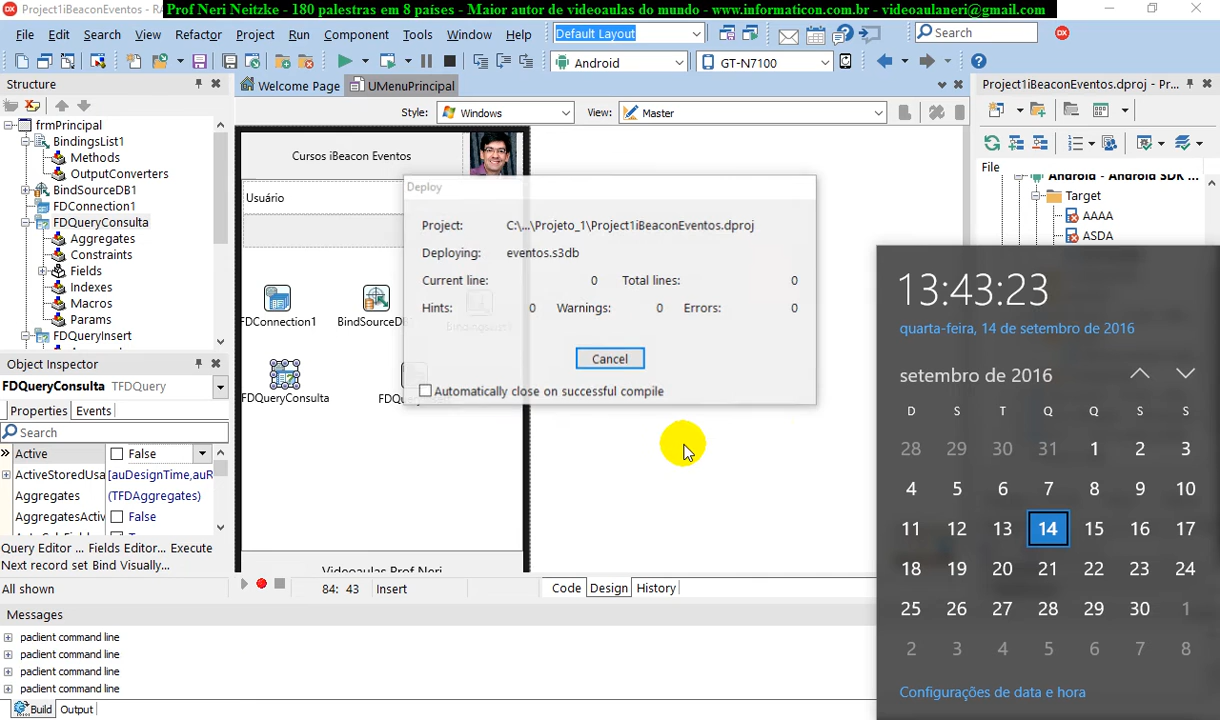 Project1iBeaconEventos - RA
Prof Neri Neitzke - 180 palestras em 8 países - Maior autor de videoaulas do mundo - www.informaticon.com.br - videoaulaneri@gmail.com
File Edit Search View Refactor Project Run Component Tools Window Help
Default Layout
Search
Android
GT-N7100
Structure
Welcome Page
UMenuPrincipal
Project1iBeaconEventos.dproj - Pr...
Style: Windows
View: Master
frmPrincipal
BindingsList1
Methods
OutputConverters
BindSourceDB1
FDConnection1
FDQueryConsulta
Aggregates
Constraints
Fields
Indexes
Macros
Params
FDQueryInsert
Cursos iBeacon Eventos
Usuário
FDConnection1
BindSourceDB
FDQueryConsulta
FDQu
Videoaulas Prof Neri
Deploy
Project: C:\...\Projeto_1\Project1iBeaconEventos.dproj
Deploying: eventos.s3db
Current line: 0 Total lines: 0
Hints: 0 Warnings: 0 Errors: 0
Cancel
Automatically close on successful compile
File
Android - Android SDK
Target
AAAA
ASDA
Object Inspector
FDQueryConsulta TFDQuery
Properties Events
Search
Active False
ActiveStoredUsa [auDesignTime,auR
Aggregates (TFDAggregates)
AggregatesActiv False
Query Editor ... Fields Editor... Execute
Next record set Bind Visually...
All shown
84: 43 Insert
Code Design History
Messages
paclient command line
paclient command line
paclient command line
paclient command line
Build Output
13:43:23
quarta-feira, 14 de setembro de 2016
setembro de 2016
D S T Q Q S S
28 29 30 31 1 2 3
4 5 6 7 8 9 10
11 12 13 14 15 16 17
18 19 20 21 22 23 24
25 26 27 28 29 30 1
2 3 4 5 6 7 8
Configurações de data e hora